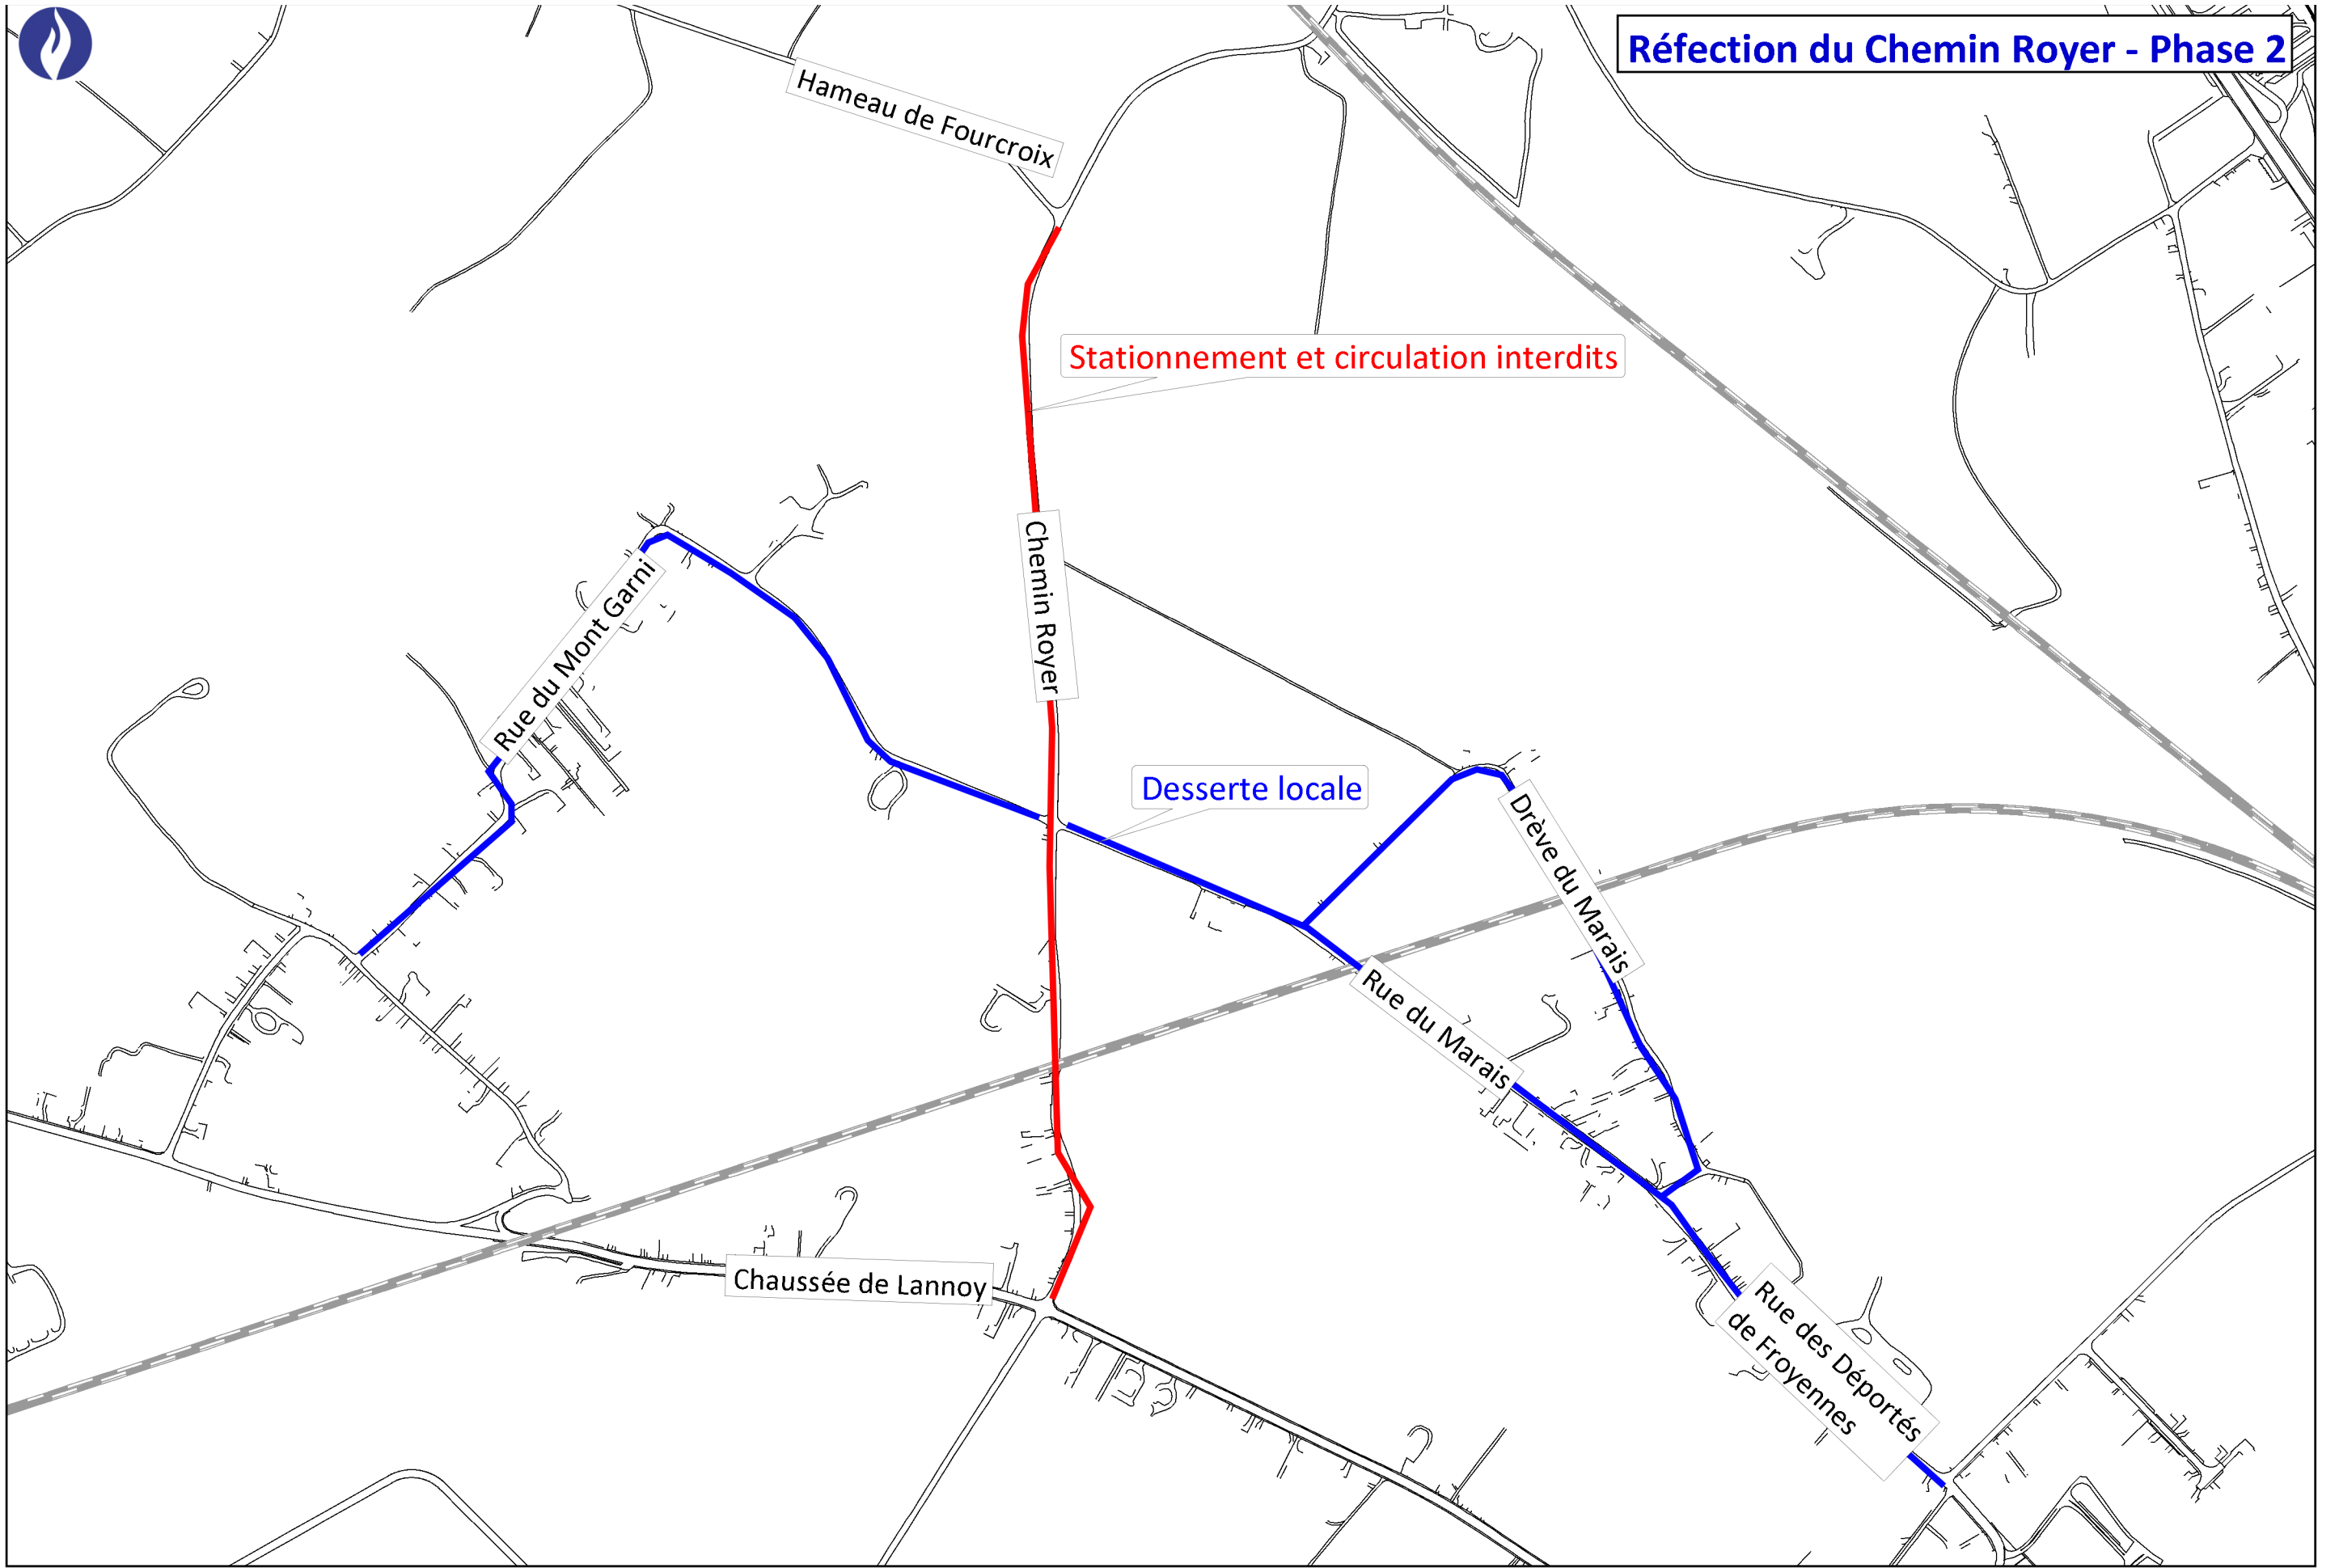 Réfection du Chemin Royer - Phase 2
Hameau de Fourcroix
Stationnement et circulation interdits
Chemin Royer
Rue du Mont Garni
Desserte locale
Drève du Marais
Rue du Marais
Chaussée de Lannoy
Rue des Déportés
de Froyennes